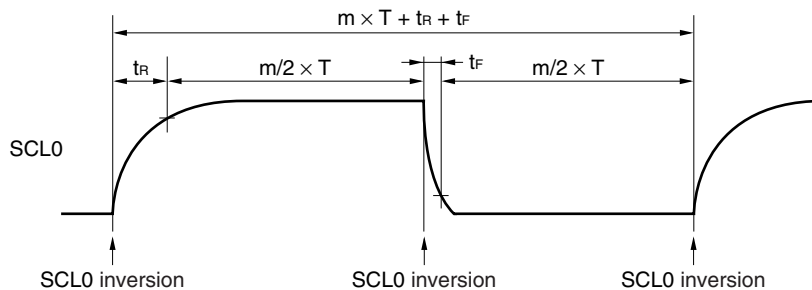 m × T + tR + tF
tR
m/2 × T
tF
m/2 × T
SCL0
SCL0 inversion
SCL0 inversion
SCL0 inversion